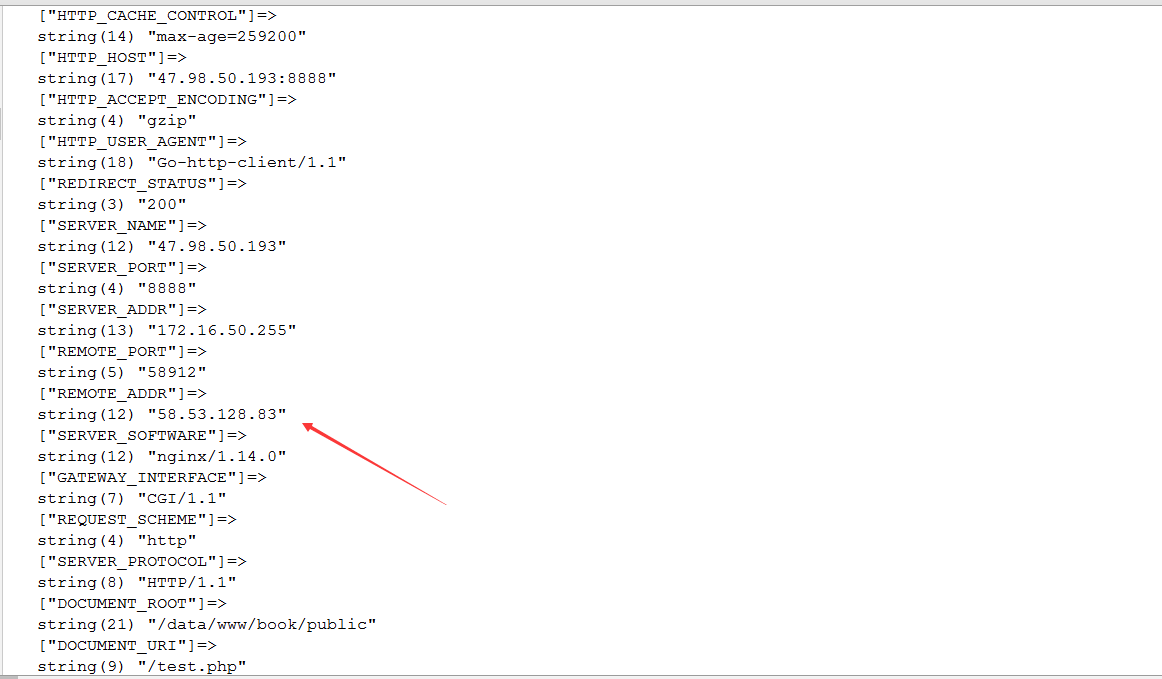 ["HTTP_CACHE_CONTROL"]=>
string(14) "max-age=259200"
["HTTP_HOST"]=>
string(17) "47.98.50.193:8888"
["HTTP_ACCEPT_ENCODING"]=>
string(4) "gzip"
["HTTP_USER_AGENT"]=>
string(18) "Go-http-client/1.1"
["REDIRECT_STATUS"]=>
string(3) "200"
["SERVER_NAME"]=>
string(12) "47.98.50.193"
["SERVER_PORT"]=>
string(4) "8888"
["SERVER_ADDR"]=>
string(13) "172.16.50.255"
["REMOTE_PORT"]=>
string(5) "58912"
["REMOTE_ADDR"]=>
string(12) "58.53.128.83"
["SERVER_SOFTWARE"]=>
string(12) "nginx/1.14.0"
["GATEWAY_INTERFACE"]=>
string(7) "CGI/1.1"
["REQUEST_SCHEME"]=>
string(4) "http"
["SERVER_PROTOCOL"]=>
string(8) "HTTP/1.1"
["DOCUMENT_ROOT"]=>
string(21) "/data/www/book/public"
["DOCUMENT_URI"]=>
string(9) "/test.php"